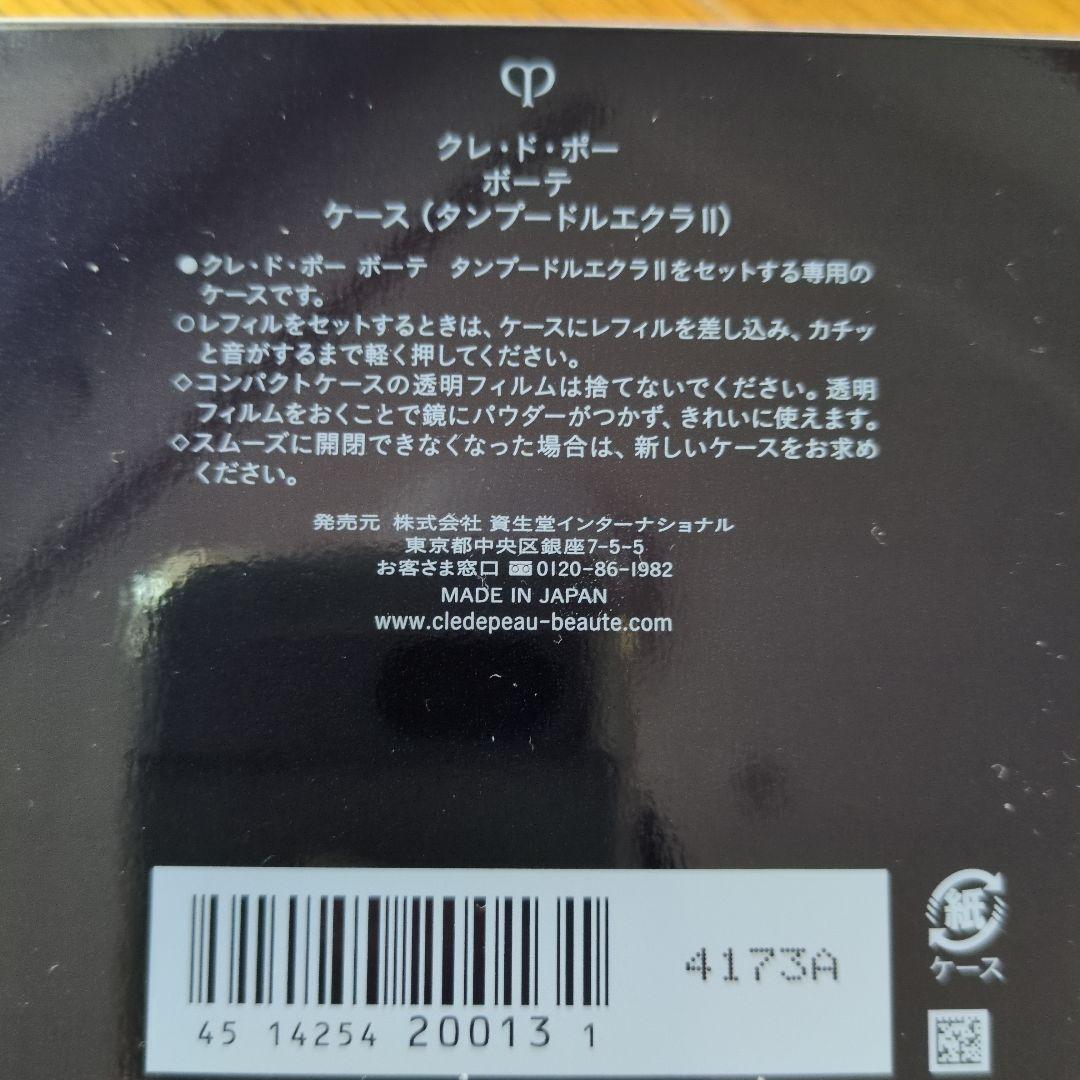 クレ・ド・ポー
ボーテ
ケース（タンプードルエクラⅡ）
●クレ・ド・ポー ボーテ タンプードルエクラⅡをセットする専用の
ケースです。
○レフィルをセットするときは、ケースにレフィルを差し込み、カチッ
と音がするまで軽く押してください。
◇コンパクトケースの透明フィルムは捨てないでください。透明
フィルムをおくことで鏡にパウダーがつかず、きれいに使えます。
◇スムーズに開閉できなくなった場合は、新しいケースをお求め
ください。
発売元 株式会社 資生堂インターナショナル
東京都中央区銀座7-5-5
お客さま窓口 0120-86-1982
MADE IN JAPAN
www.cledepeau-beaute.com
4173A
45 14254 20013 1
紙
ケース